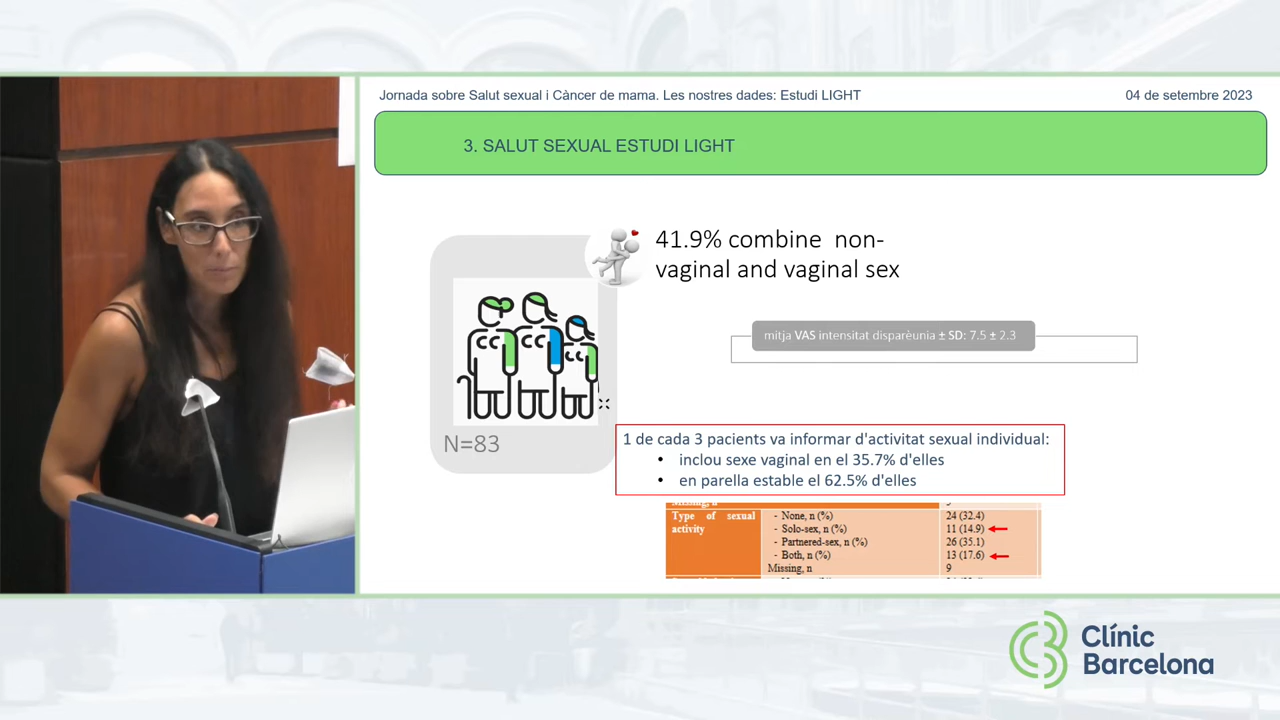 Jornada sobre Salut sexual i Càncer de mama. Les nostres dades: Estudi LIGHT
04 de setembre 2023
3. SALUT SEXUAL ESTUDI LIGHT
41.9% combine non-
vaginal and vaginal sex
mitja VAS intensitat disparèunia ± SD: 7.5 ± 2.3
N=83
1 de cada 3 pacients va informar d'activitat sexual individual:
• inclou sexe vaginal en el 35.7% d'elles
• en parella estable el 62.5% d'elles
Type of sexual activity
- None, n (%) 24 (32.4)
- Solo-sex, n (%) 11 (14.9)
- Partnered-sex, n (%) 26 (35.1)
- Both, n (%) 13 (17.6)
Missing, n 9
Clínic
Barcelona